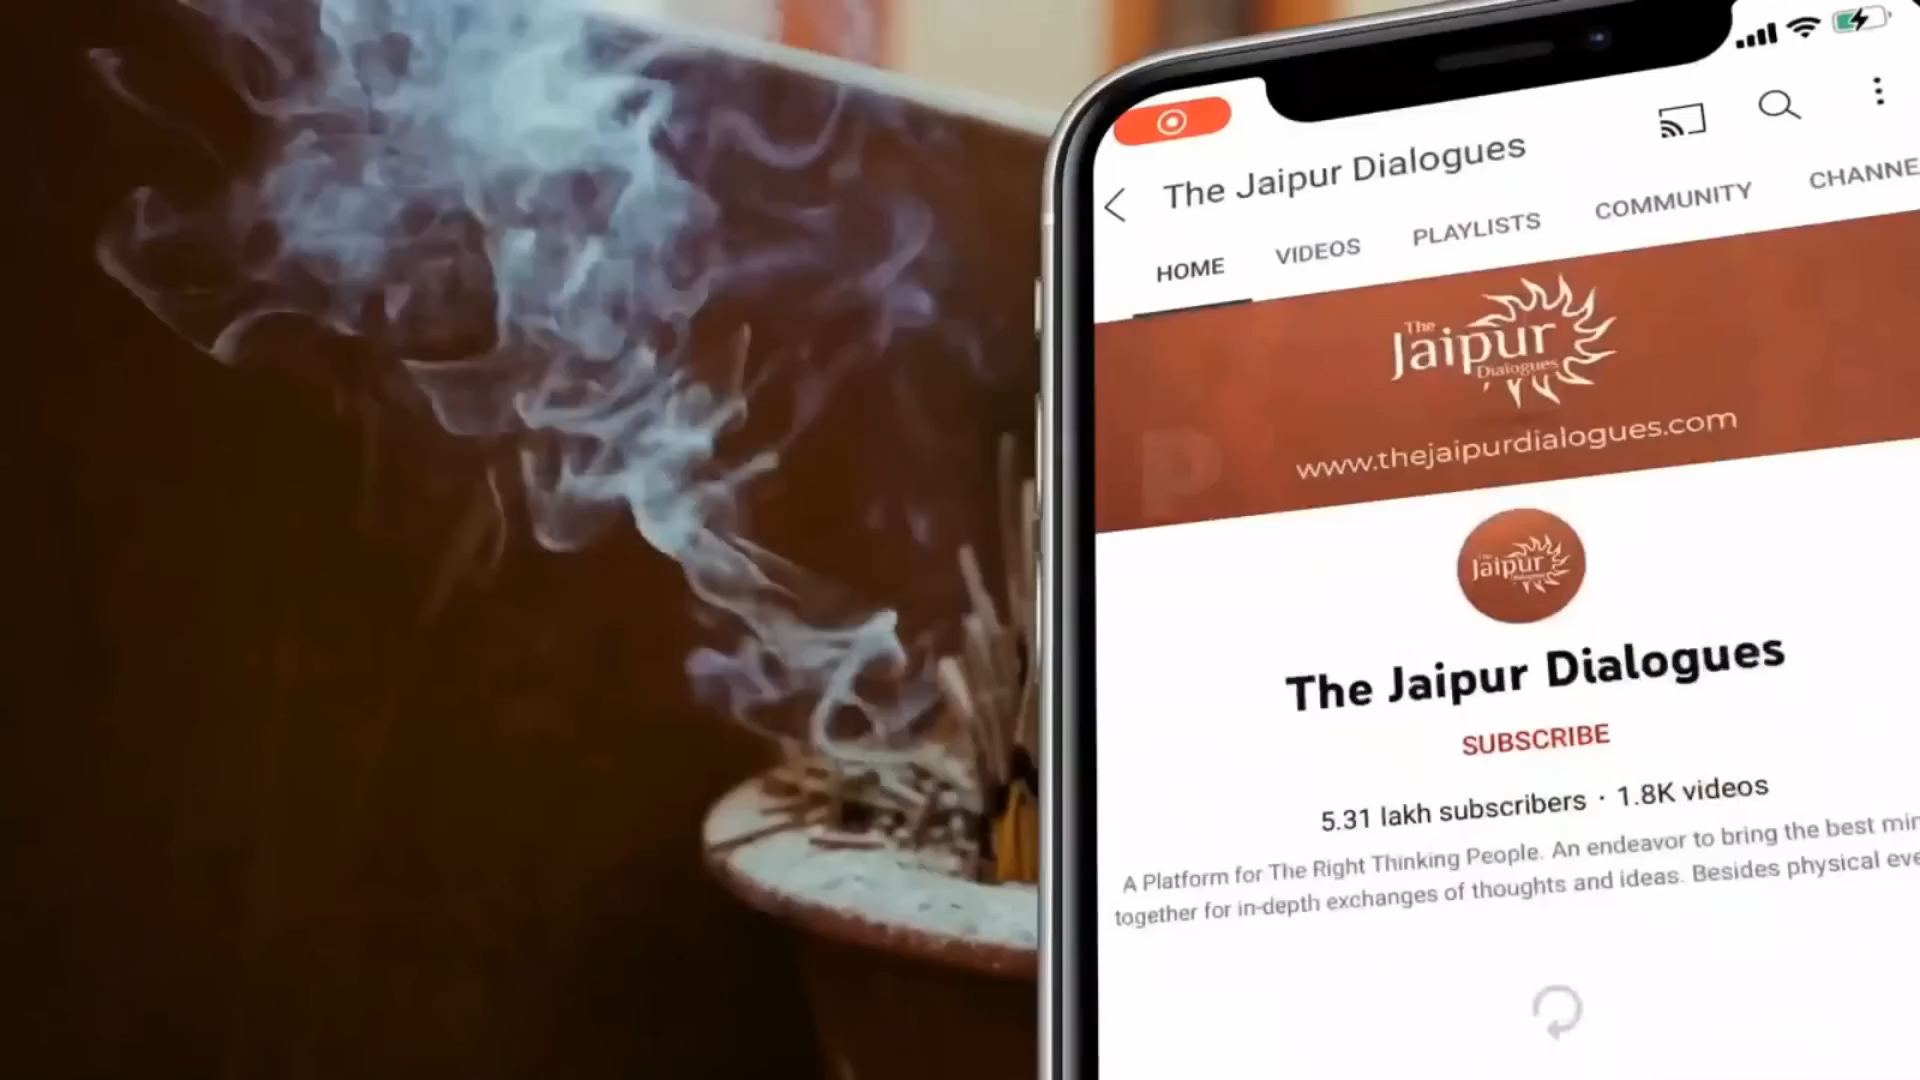 The Jaipur Dialogues
HOME VIDEOS PLAYLISTS COMMUNITY CHANNE
The
Jaipur
Dialogues
www.thejaipurdialogues.com
P
Jaipur
The Jaipur Dialogues
SUBSCRIBE
5.31 lakh subscribers · 1.8K videos
A Platform for The Right Thinking People. An endeavor to bring the best min
together for in-depth exchanges of thoughts and ideas. Besides physical eve